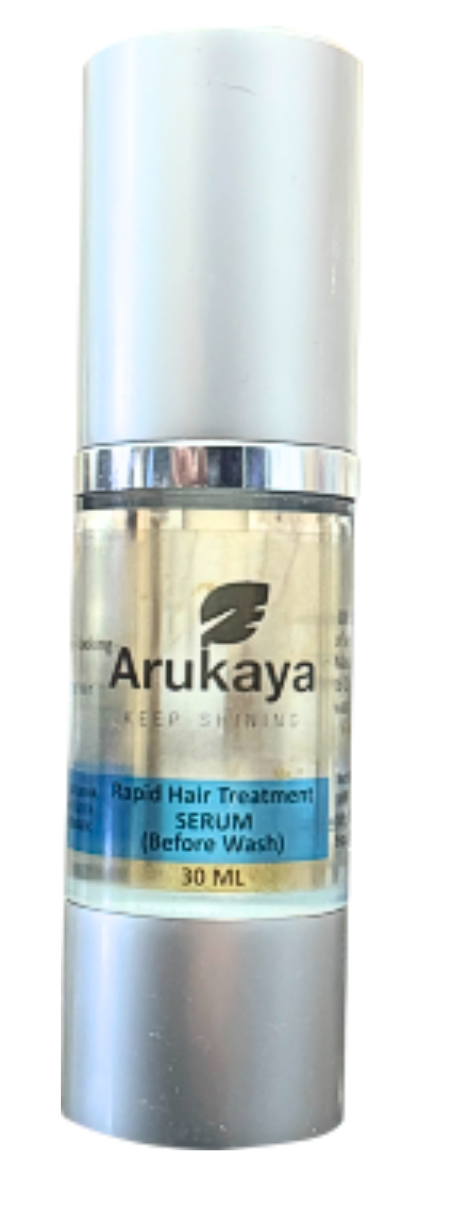 Arukaya
KEEP SHINING
Rapid Hair Treatment
SERUM
(Before Wash)
30 ML